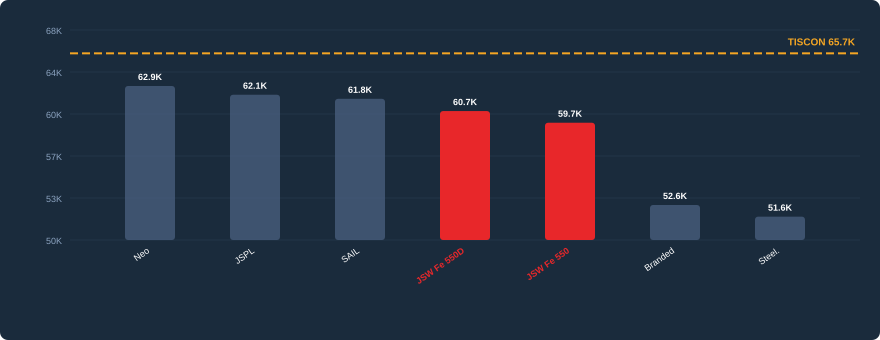 68K
TISCON 65.7K
64K
62.9K
62.1K
61.8K
60.7K
60K
59.7K
57K
53K
52.6K
51.6K
50K
Neo
JSPL
SAIL
JSW Fe 550D
JSW Fe 550
Branded
Steel.